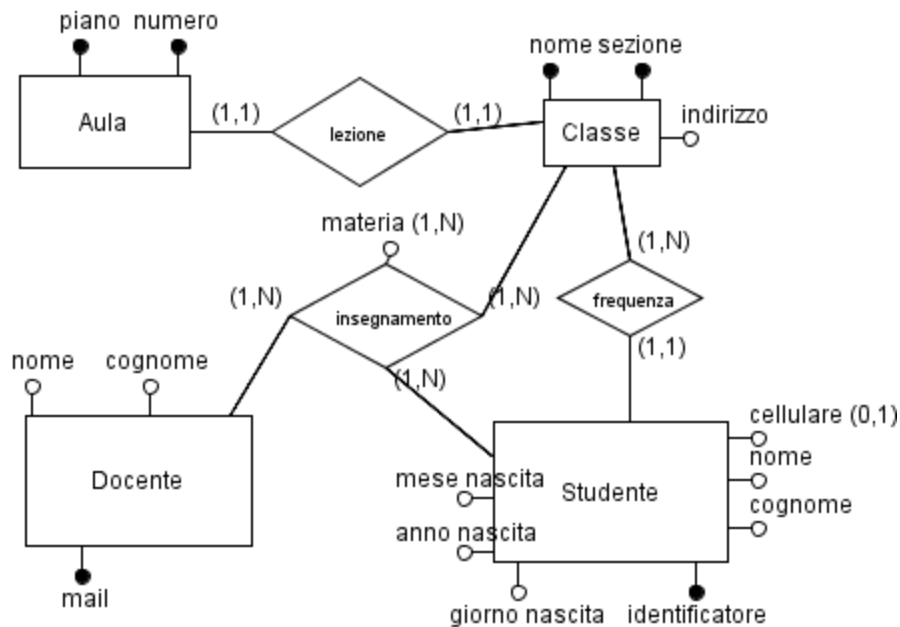 piano numero
nome sezione
indirizzo
Aula
(1,1)
lezione
(1,1)
Classe
materia (1,N)
(1,N)
(1,N)
insegnamento
(1,N)
frequenza
(1,N)
(1,1)
nome cognome
Docente
mail
cellulare (0,1)
nome
cognome
mese nascita
Studente
anno nascita
giorno nascita
identificatore